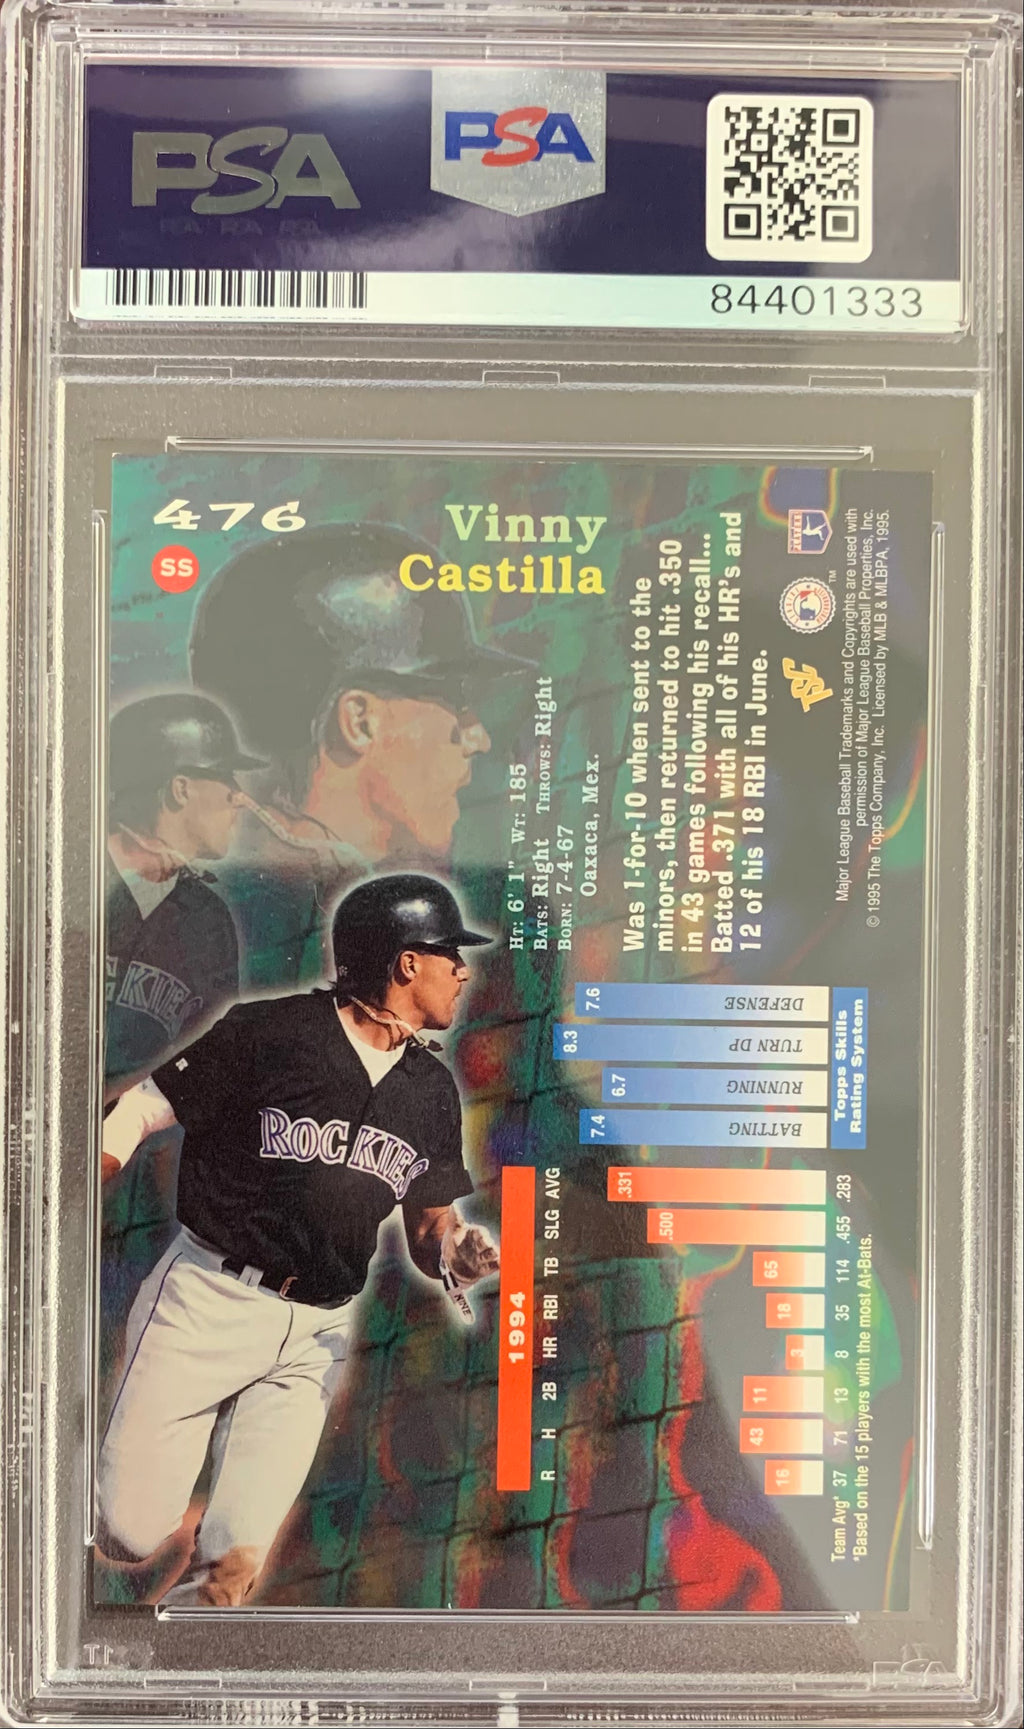 PSA
PSA
84401333
476
SS
Vinny
Castilla
HT: 6' 1" WT: 185
BATS: Right THROWS: Right
BORN: 7-4-67
Oaxaca, Mex.
Was 1-for-10 when sent to the
minors, then returned to hit .350
in 43 games following his recall...
Batted .371 with all of his HR's and
12 of his 18 RBI in June.
TSC
TM
Major League Baseball Trademarks and Copyrights are used with
permission of Major League Baseball Properties, Inc.
© 1995 The Topps Company, Inc. Licensed by MLB & MLBPA, 1995.
ROCKIES
1994
R H 2B HR RBI TB SLG AVG
16 43 11 3 18 65 .500 .331
Team Avg* 37 71 13 8 35 114 .455 .283
*Based on the 15 players with the most At-Bats.
7.4 6.7 8.3 7.6
BATTING RUNNING TURN DP DEFENSE
Topps Skills
Rating System
PSA